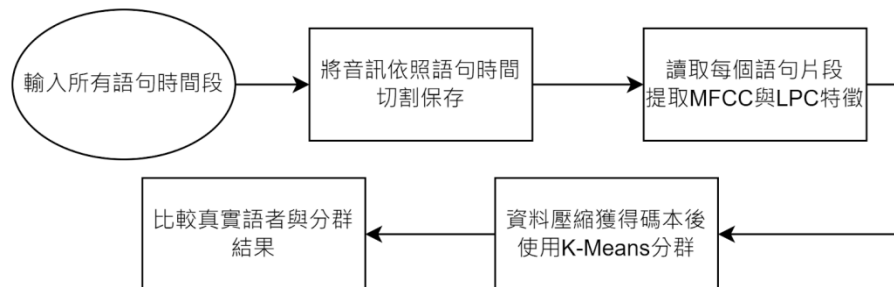 輸入所有語句時間段
將音訊依照語句時間
切割保存
讀取每個語句片段
提取MFCC與LPC特徵
資料壓縮獲得碼本後
使用K-Means分群
比較真實語者與分群
結果